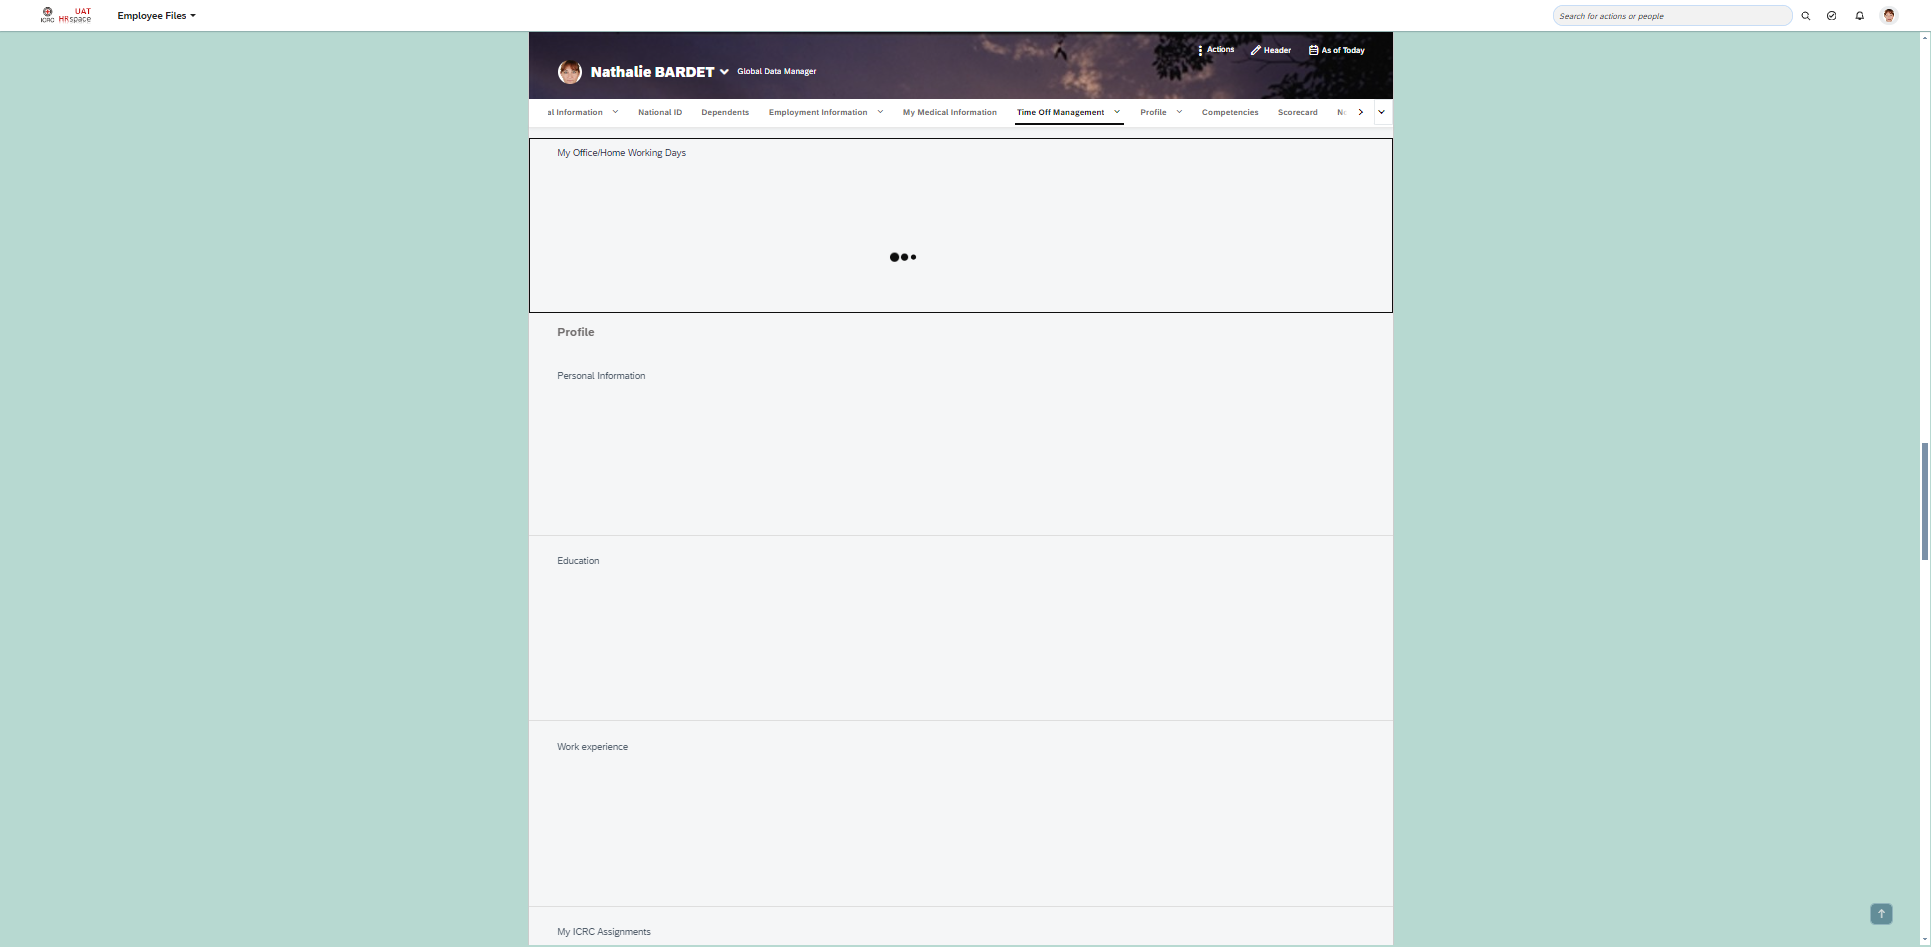 ICRC
UAT
HRspace
Employee Files
Search for actions or people
Actions
Header
As of Today
Nathalie BARDET
Global Data Manager
al Information
National ID
Dependents
Employment Information
My Medical Information
Time Off Management
Profile
Competencies
Scorecard
My Office/Home Working Days
Profile
Personal Information
Education
Work experience
My ICRC Assignments